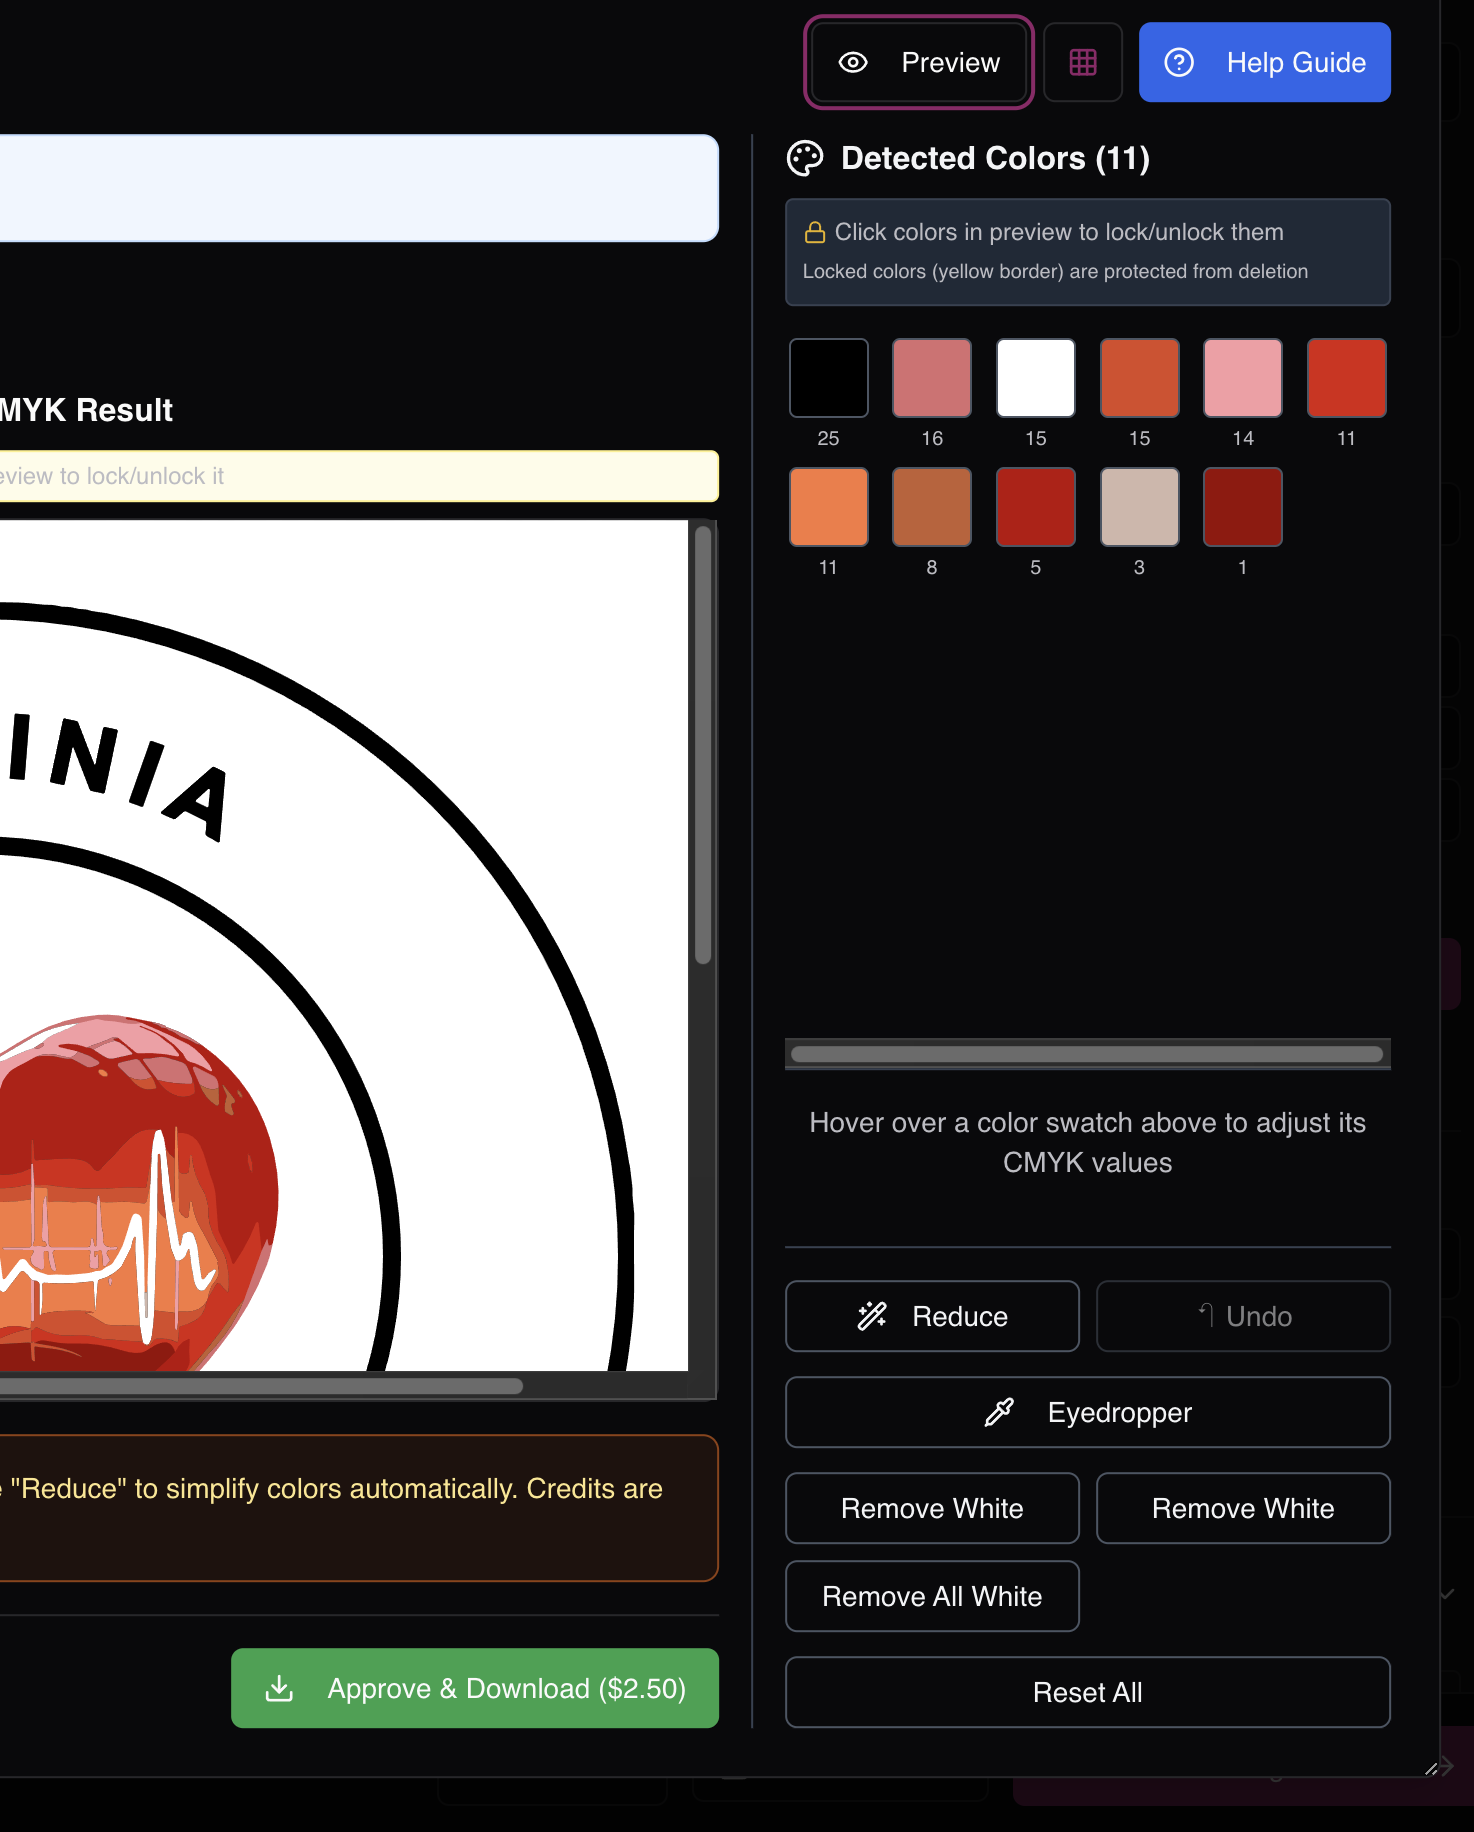 Preview
Help Guide
Detected Colors (11)
Click colors in preview to lock/unlock them
Locked colors (yellow border) are protected from deletion
25 16 15 15 14 11
11 8 5 3 1
MYK Result
eview to lock/unlock it
INIA
Hover over a color swatch above to adjust its
CMYK values
Reduce
Undo
Eyedropper
Remove White
Remove White
Remove All White
Reset All
"Reduce" to simplify colors automatically. Credits are
Approve & Download ($2.50)